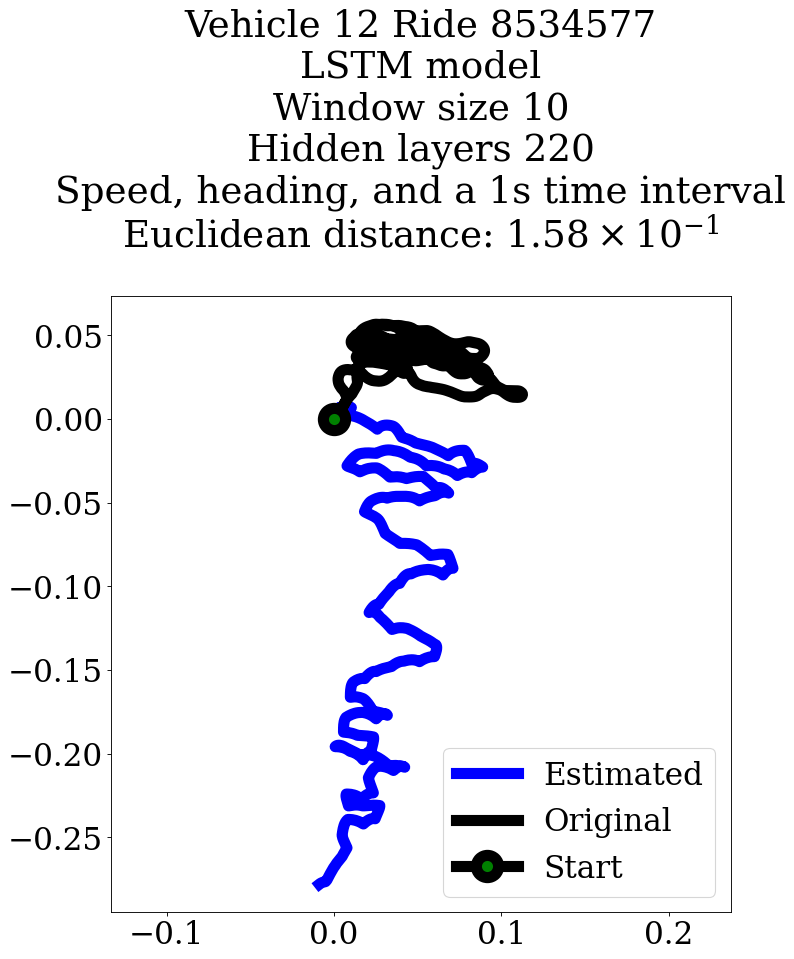 Vehicle 12 Ride 8534577
LSTM model
Window size 10
Hidden layers 220
Speed, heading, and a 1s time interval
Euclidean distance: 1.58 × 10⁻¹
0.05
0.00
−0.05
−0.10
−0.15
−0.20
−0.25
Estimated
Original
Start
−0.1 0.0 0.1 0.2